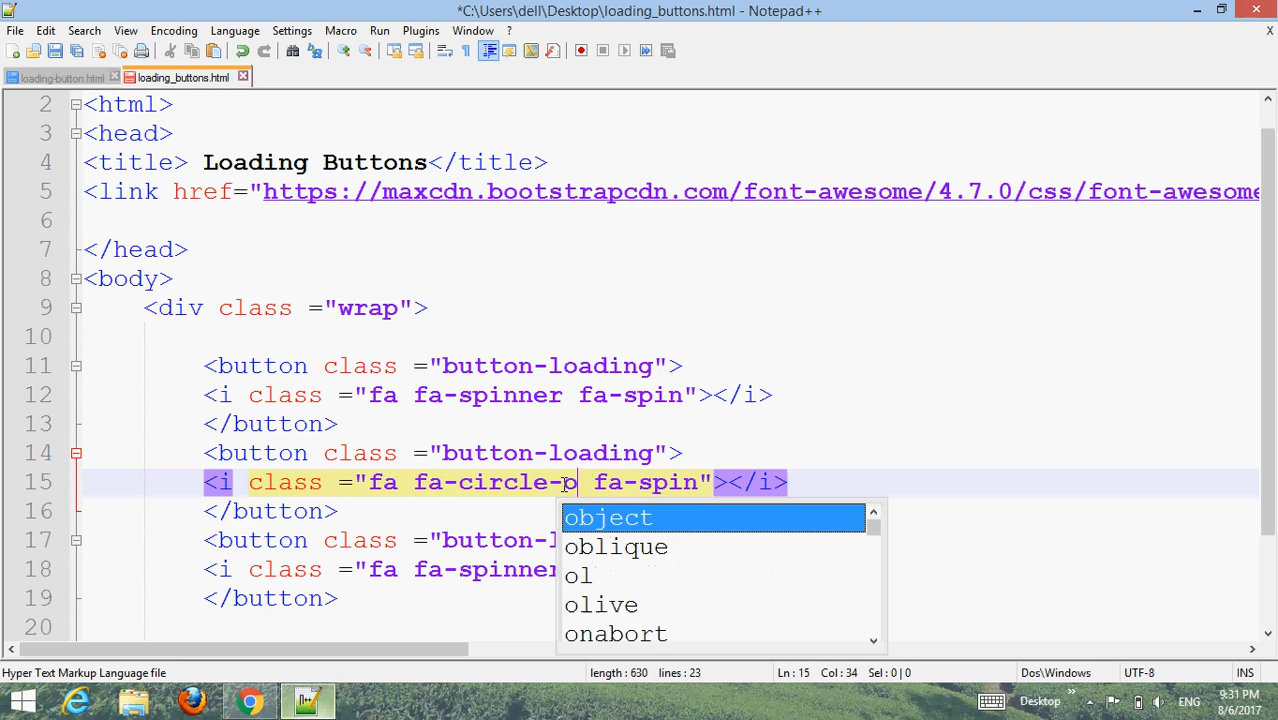 *C:\Users\dell\Desktop\loading_buttons.html - Notepad++
File Edit Search View Encoding Language Settings Macro Run Plugins Window ? X
loading-button.html loading_buttons.html
2 <html>
3 <head>
4 <title> Loading Buttons</title>
5 <link href="https://maxcdn.bootstrapcdn.com/font-awesome/4.7.0/css/font-awesome
6
7 </head>
8 <body>
9 <div class ="wrap">
10
11 <button class ="button-loading">
12 <i class ="fa fa-spinner fa-spin"></i>
13 </button>
14 <button class ="button-loading">
15 <i class ="fa fa-circle-o fa-spin"></i>
16 </button>
17 <button class ="button-l
18 <i class ="fa fa-spinner
19 </button>
20
object
oblique
ol
olive
onabort
Hyper Text Markup Language file length : 630 lines : 23 Ln : 15 Col : 34 Sel : 0 | 0 Dos\Windows UTF-8 INS
Desktop ENG 9:31 PM
8/6/2017